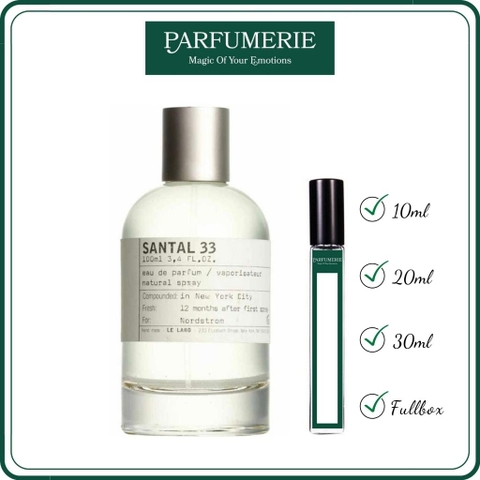 PARFUMERIE
Magic Of Your Emotions
SANTAL 33
100ml 3,4 FL.OZ.
eau de parfum / vaporisateur
natural spray
Compounded: in New York City
Fresh: 12 months after first spray
For: Nordstrom
LE LABO
PARFUMERIE
10ml
20ml
30ml
Fullbox